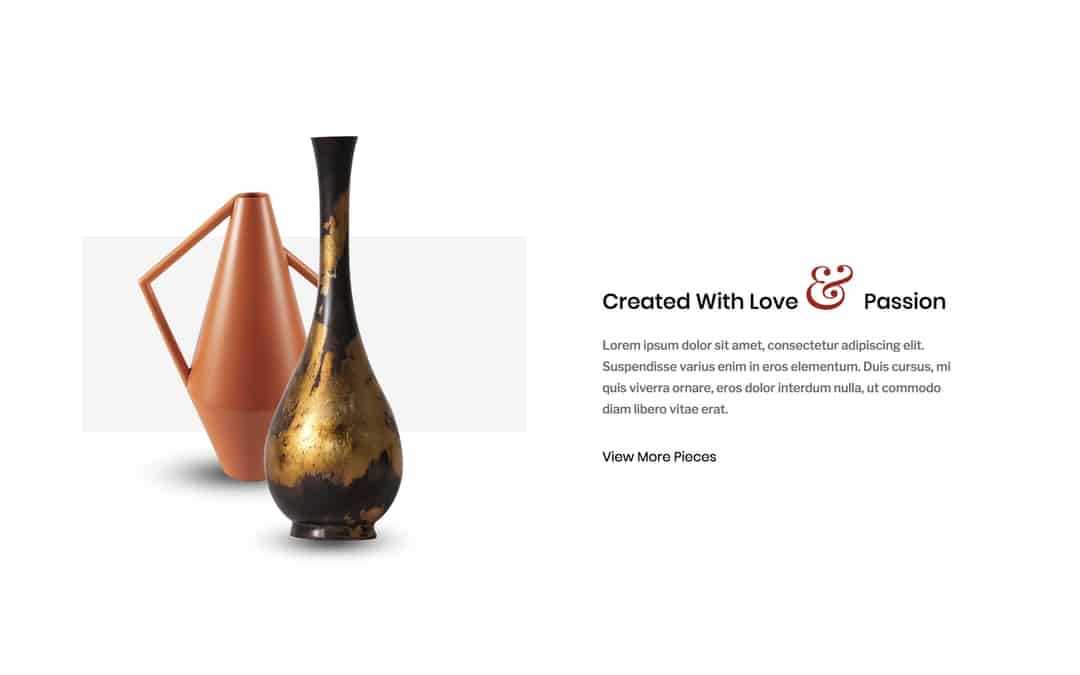 Created With Love & Passion
Lorem ipsum dolor sit amet, consectetur adipiscing elit.
Suspendisse varius enim in eros elementum. Duis cursus, mi
quis viverra ornare, eros dolor interdum nulla, ut commodo
diam libero vitae erat.
View More Pieces